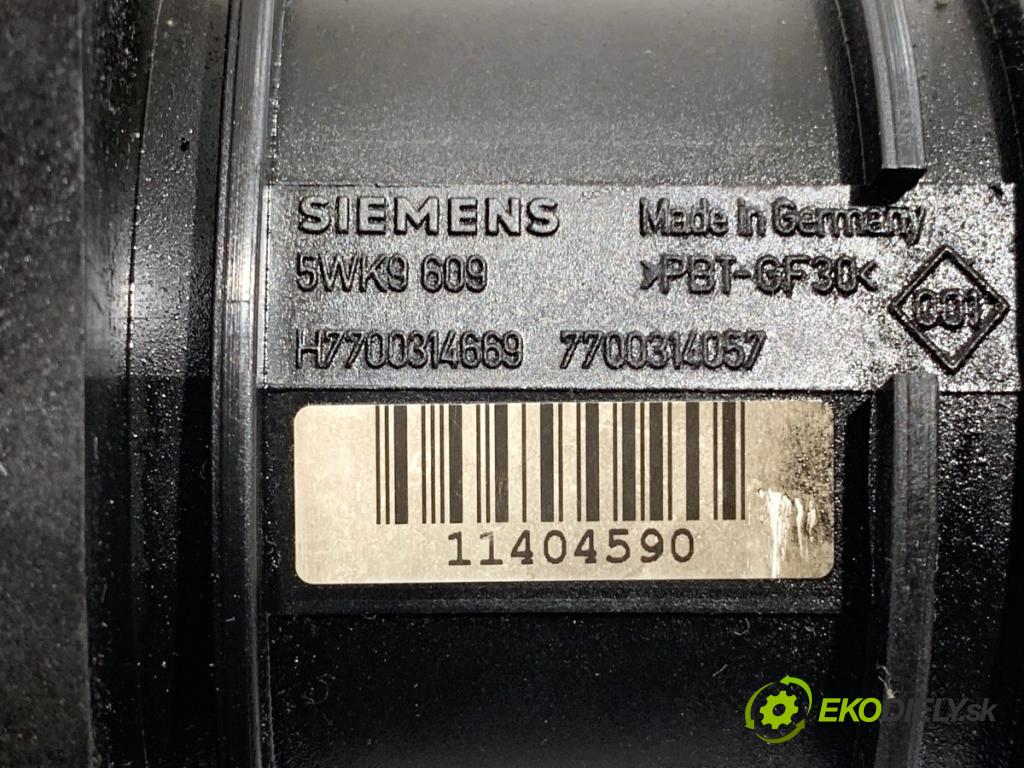 SIEMENS Made in Germany
5WK9 609 >PBT-GF30<
001
H7700314669 7700314057
11404590
EKODIELY.sk